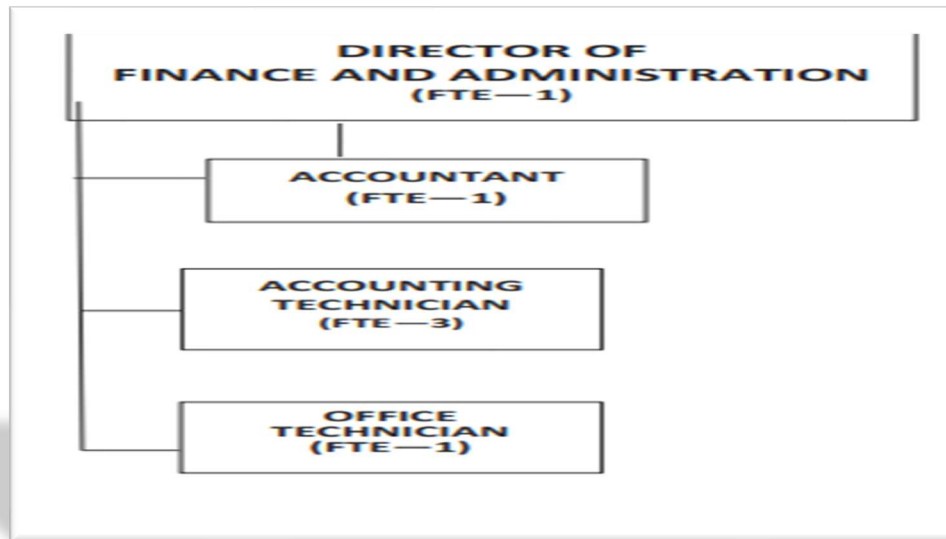 DIRECTOR OF
FINANCE AND ADMINISTRATION
(FTE—1)
ACCOUNTANT
(FTE—1)
ACCOUNTING
TECHNICIAN
(FTE—3)
OFFICE
TECHNICIAN
(FTE—1)